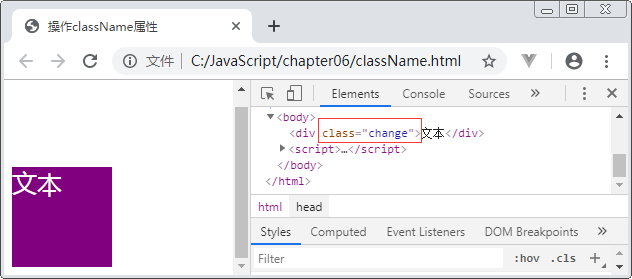 操作className属性
文件 C:/JavaScript/chapter06/className.html
文本
Elements Console Sources »
▼<body>
<div class="change">文本</div>
▶<script>…</script>
</body>
</html>
html head
Styles Computed Event Listeners DOM Breakpoints »
Filter :hov .cls +